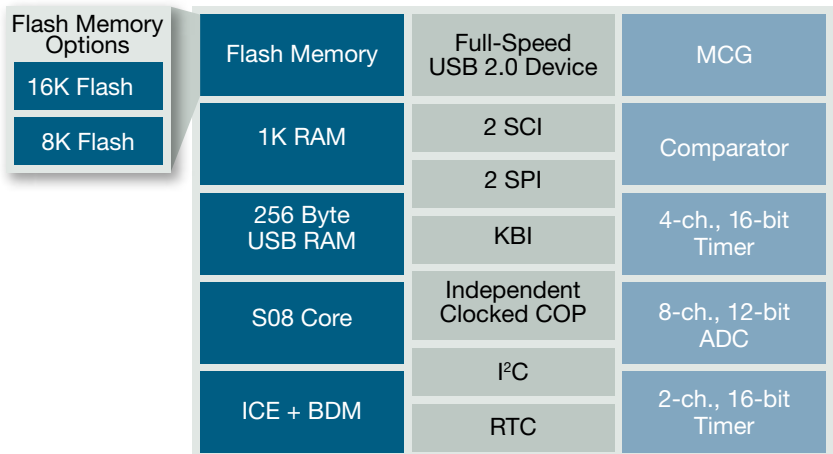 Flash Memory
Options
16K Flash
8K Flash
Flash Memory
1K RAM
256 Byte
USB RAM
S08 Core
ICE + BDM
Full-Speed
USB 2.0 Device
2 SCI
2 SPI
KBI
Independent
Clocked COP
I²C
RTC
MCG
Comparator
4-ch., 16-bit
Timer
8-ch., 12-bit
ADC
2-ch., 16-bit
Timer